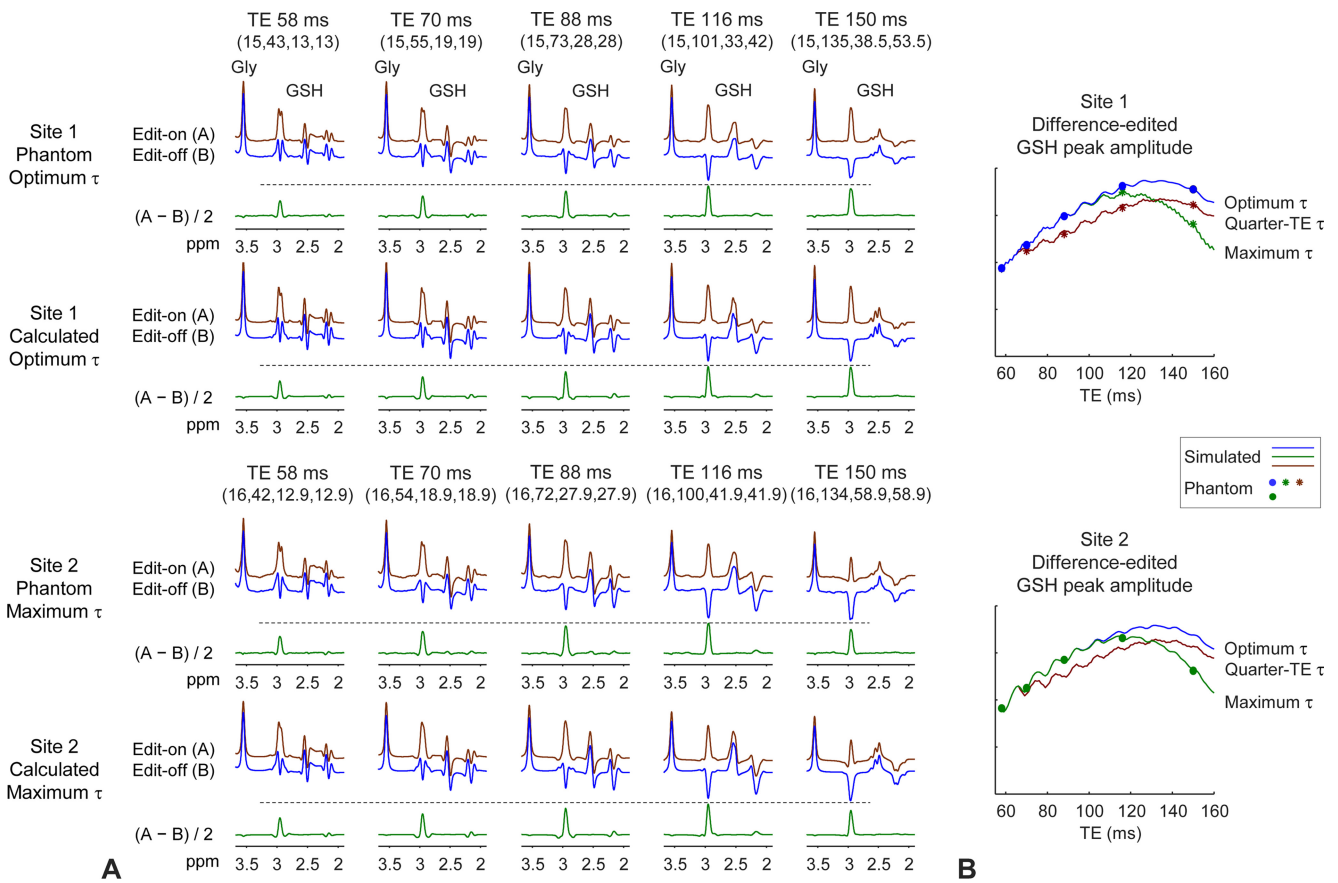 TE 58 ms TE 70 ms TE 88 ms TE 116 ms TE 150 ms
(15,43,13,13) (15,55,19,19) (15,73,28,28) (15,101,33,42) (15,135,38.5,53.5)
Gly Gly Gly Gly Gly
GSH GSH GSH GSH GSH
Site 1
Phantom
Optimum τ
Edit-on (A)
Edit-off (B)
(A − B) / 2
ppm 3.5 3 2.5 2 3.5 3 2.5 2 3.5 3 2.5 2 3.5 3 2.5 2 3.5 3 2.5 2
Site 1
Calculated
Optimum τ
Edit-on (A)
Edit-off (B)
(A − B) / 2
ppm 3.5 3 2.5 2 3.5 3 2.5 2 3.5 3 2.5 2 3.5 3 2.5 2 3.5 3 2.5 2
TE 58 ms TE 70 ms TE 88 ms TE 116 ms TE 150 ms
(16,42,12.9,12.9) (16,54,18.9,18.9) (16,72,27.9,27.9) (16,100,41.9,41.9) (16,134,58.9,58.9)
Site 2
Phantom
Maximum τ
Edit-on (A)
Edit-off (B)
(A − B) / 2
ppm 3.5 3 2.5 2 3.5 3 2.5 2 3.5 3 2.5 2 3.5 3 2.5 2 3.5 3 2.5 2
Site 2
Calculated
Maximum τ
Edit-on (A)
Edit-off (B)
(A − B) / 2
ppm 3.5 3 2.5 2 3.5 3 2.5 2 3.5 3 2.5 2 3.5 3 2.5 2 3.5 3 2.5 2
A
Site 1
Difference-edited
GSH peak amplitude
Optimum τ
Quarter-TE τ
Maximum τ
60 80 100 120 140 160
TE (ms)
Simulated
Phantom
Site 2
Difference-edited
GSH peak amplitude
Optimum τ
Quarter-TE τ
Maximum τ
60 80 100 120 140 160
TE (ms)
B